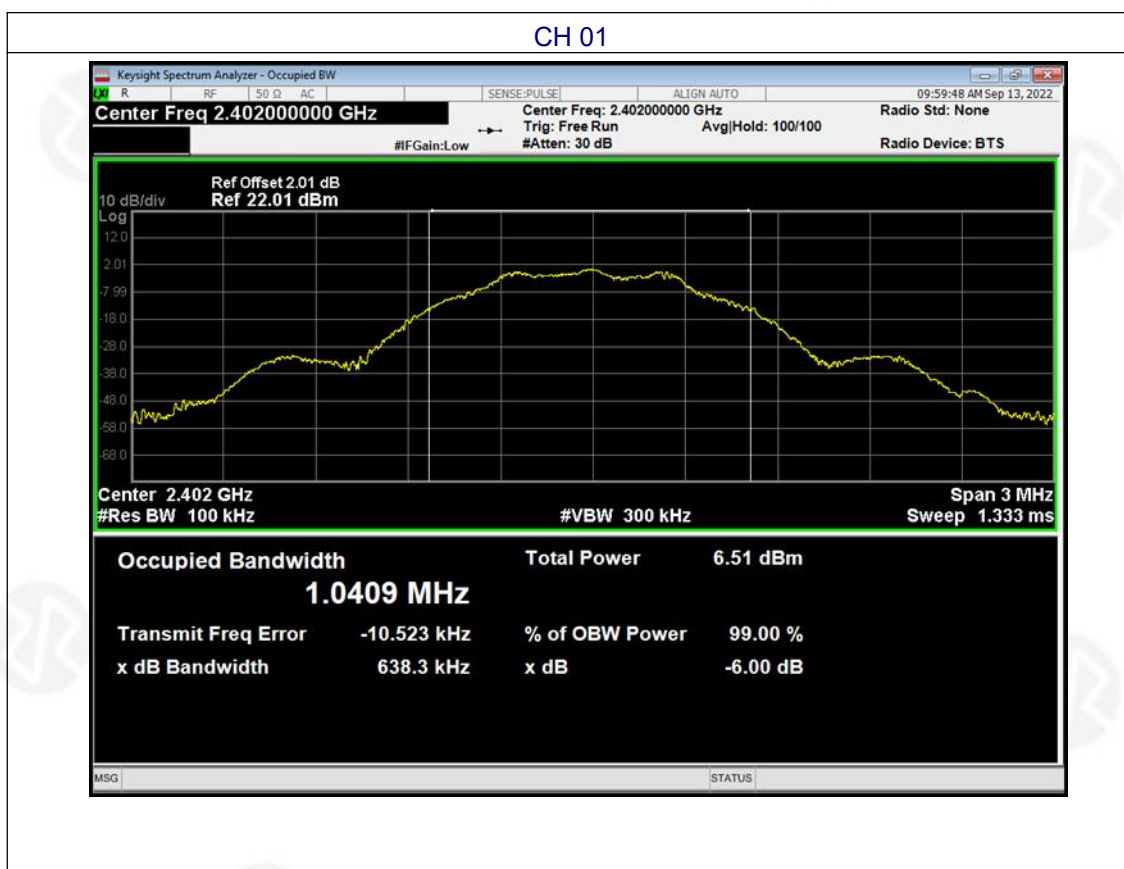 CH 01
Keysight Spectrum Analyzer - Occupied BW
LXI R RF 50 Ω AC SENSE:PULSE ALIGN AUTO 09:59:48 AM Sep 13, 2022
Center Freq 2.402000000 GHz
Center Freq: 2.402000000 GHz
Radio Std: None
Trig: Free Run Avg|Hold: 100/100
#IFGain:Low #Atten: 30 dB Radio Device: BTS
Ref Offset 2.01 dB
10 dB/div Ref 22.01 dBm
Log
12.0
2.01
-7.99
-18.0
-28.0
-38.0
-48.0
-58.0
-68.0
Center 2.402 GHz Span 3 MHz
#Res BW 100 kHz #VBW 300 kHz Sweep 1.333 ms
Occupied Bandwidth Total Power 6.51 dBm
1.0409 MHz
Transmit Freq Error -10.523 kHz % of OBW Power 99.00 %
x dB Bandwidth 638.3 kHz x dB -6.00 dB
MSG STATUS